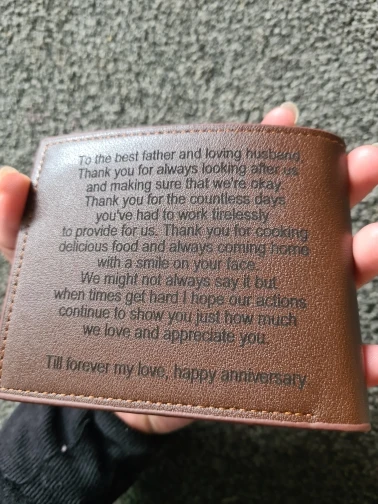 To the best father and loving husband,
Thank you for always looking after us
and making sure that we're okay.
Thank you for the countless days
you've had to work tirelessly
to provide for us. Thank you for cooking
delicious food and always coming home
with a smile on your face.
We might not always say it but
when times get hard I hope our actions
continue to show you just how much
we love and appreciate you.
Till forever my love, happy anniversary